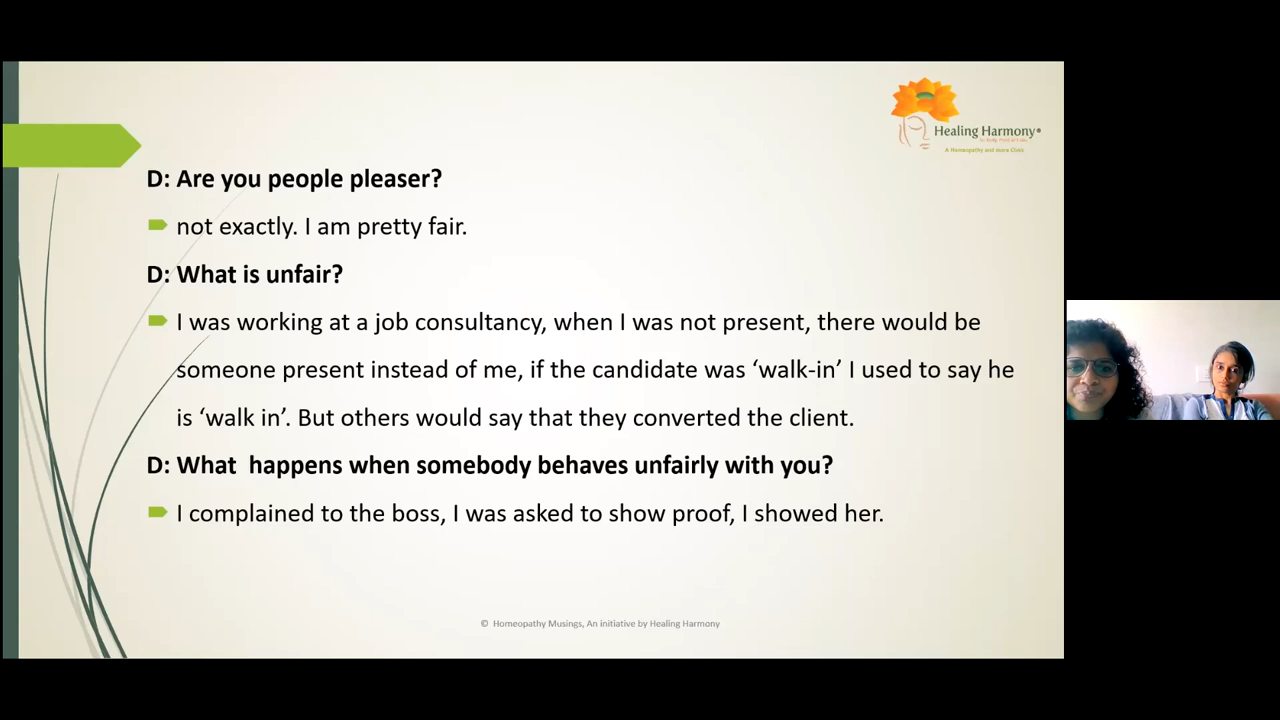 Healing Harmony®
A Homeopathy and more Clinic
D: Are you people pleaser?
not exactly. I am pretty fair.
D: What is unfair?
I was working at a job consultancy, when I was not present, there would be
someone present instead of me, if the candidate was ‘walk-in’ I used to say he
is ‘walk in’. But others would say that they converted the client.
D: What  happens when somebody behaves unfairly with you?
I complained to the boss, I was asked to show proof, I showed her.
© Homeopathy Musings, An initiative by Healing Harmony